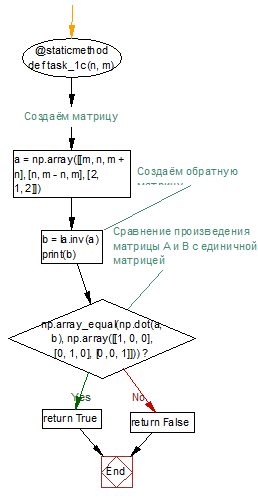 @staticmethod
def task_1c(n, m)
Создаём матрицу
a = np.array([[m, n, m +
n], [n, m - n, m], [2,
1, 2]])
Создаём обратную
матрицу
b = la.inv(a)
print(b)
Сравнение произведения
матрицы А и В с единичной
матрицей
np.array_equal(np.dot(a,
b), np.array([[1, 0, 0],
[0, 1, 0], [0, 0, 1]]))?
Yes
No
return True
return False
End